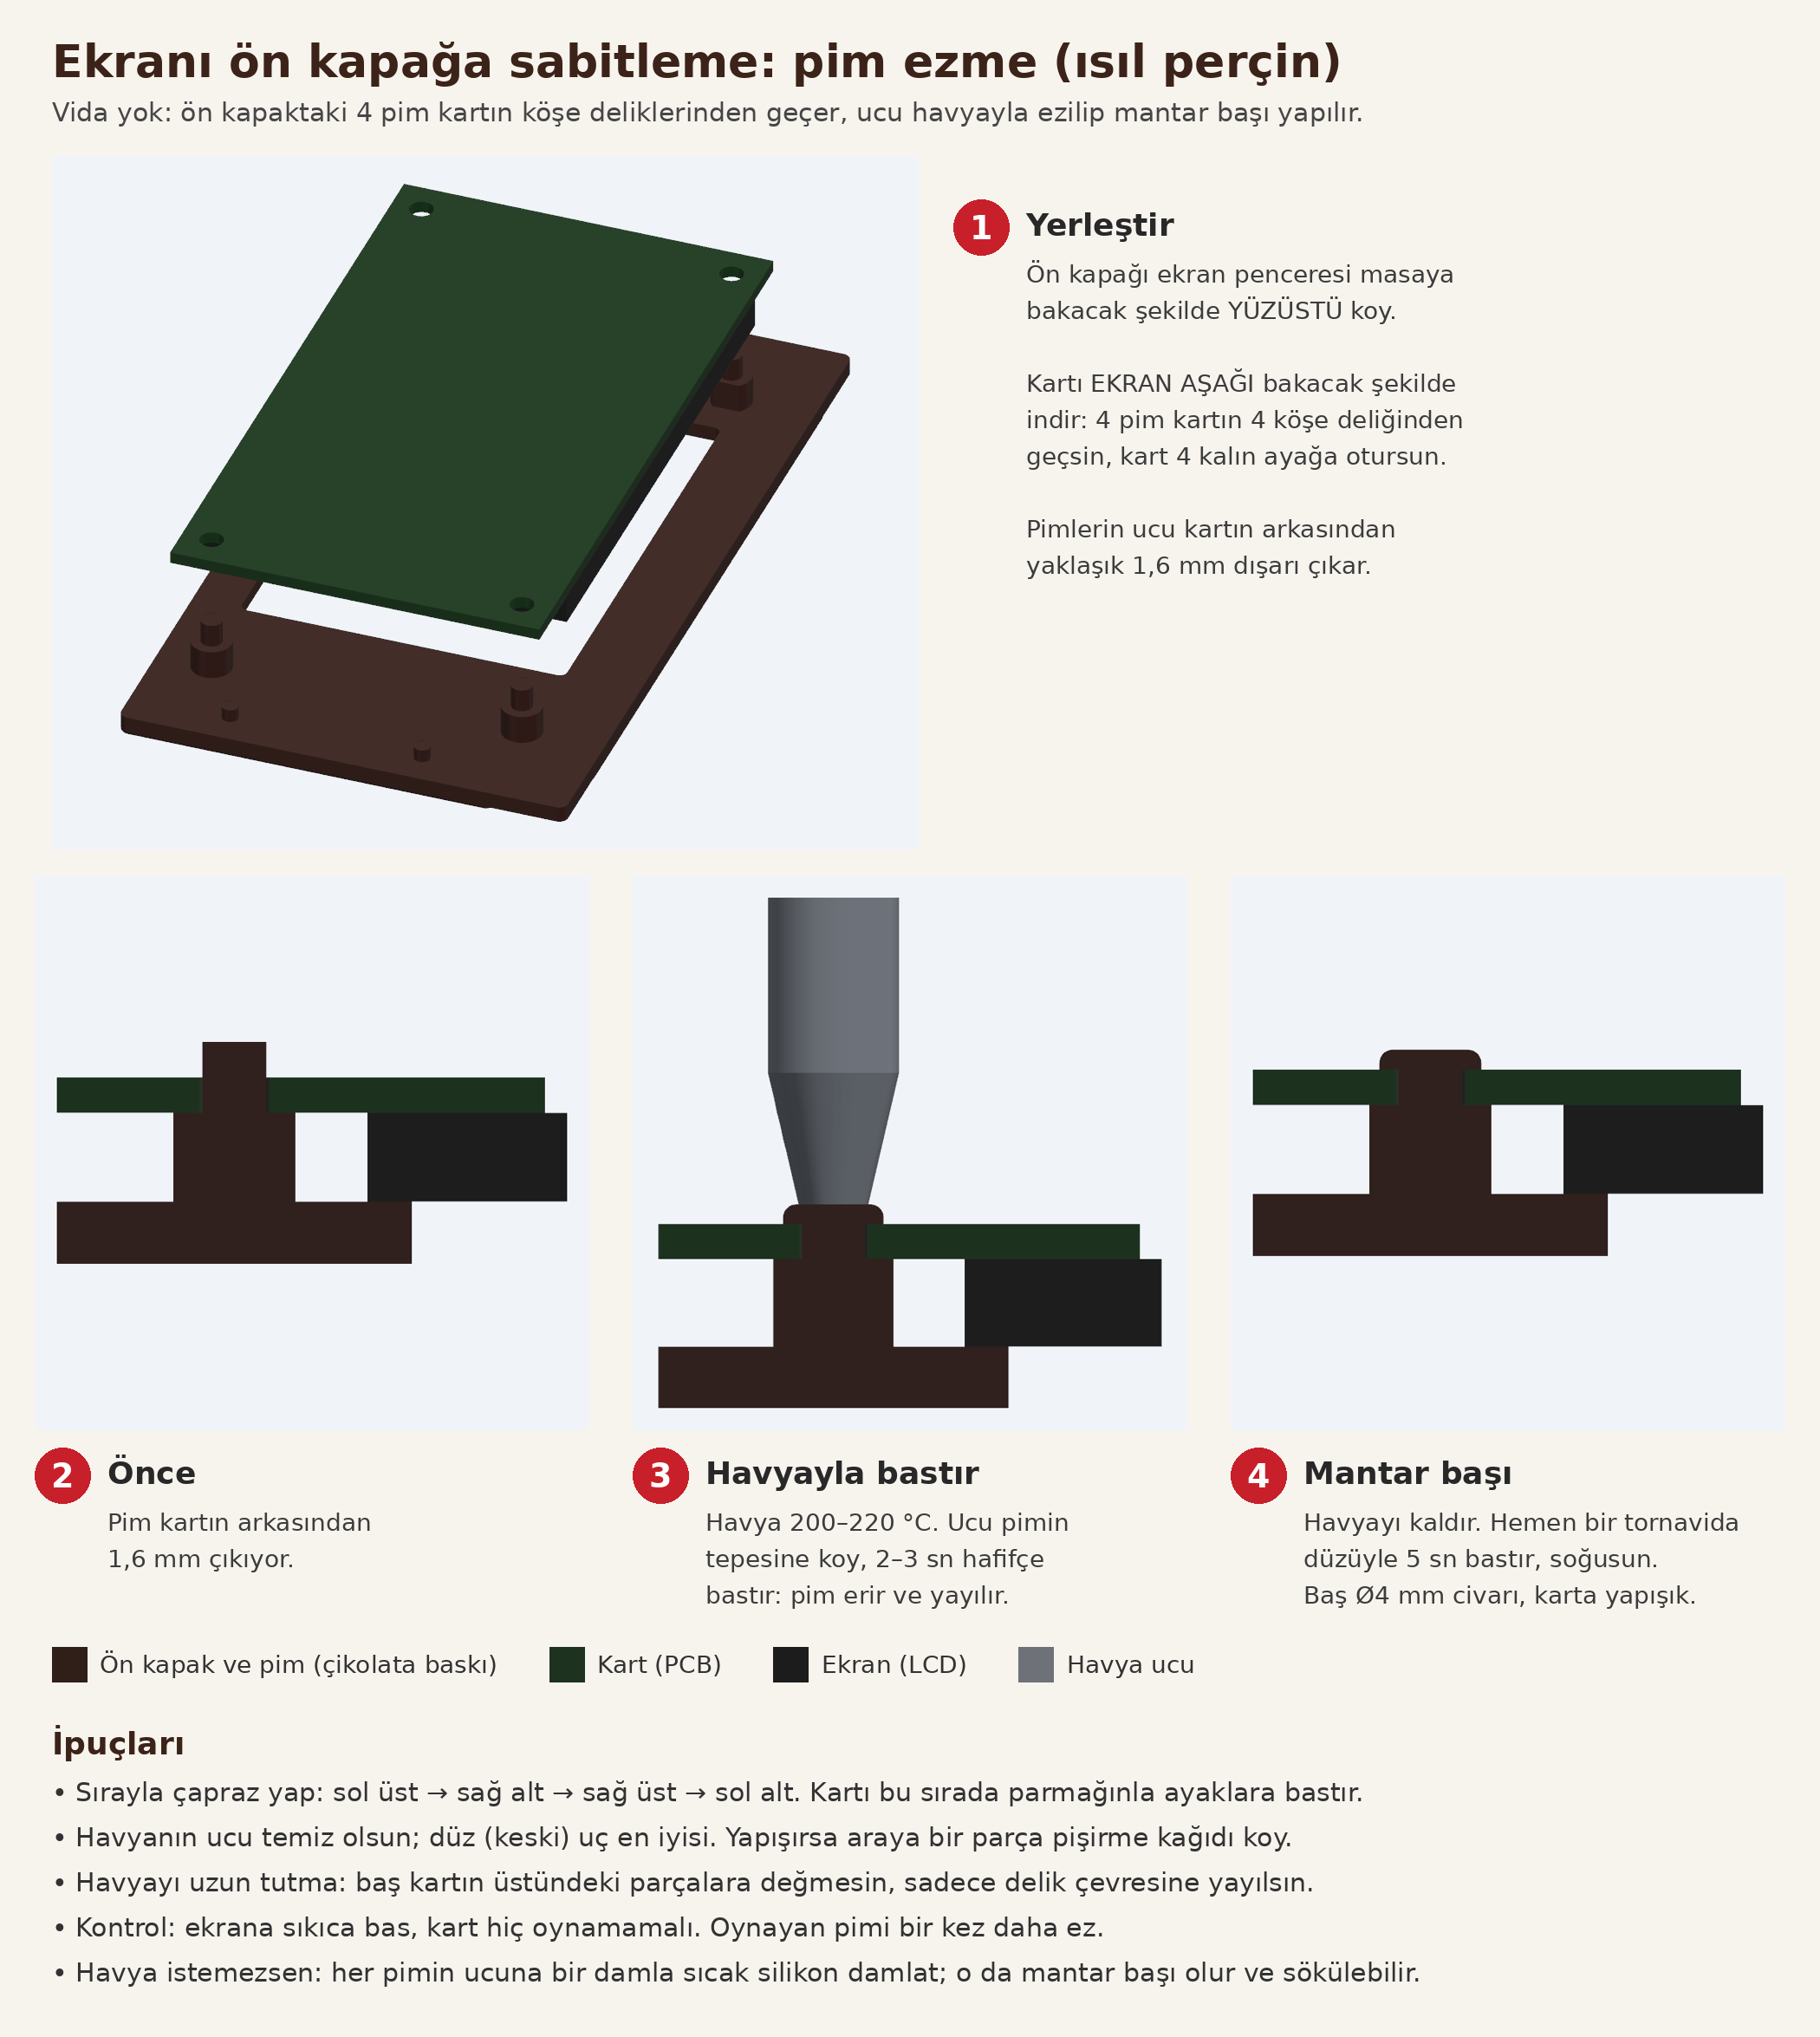 Ekranı ön kapağa sabitleme: pim ezme (ısıl perçin)
Vida yok: ön kapaktaki 4 pim kartın köşe deliklerinden geçer, ucu havyayla ezilip mantar başı yapılır.
1 Yerleştir
Ön kapağı ekran penceresi masaya
bakacak şekilde YÜZÜSTÜ koy.
Kartı EKRAN AŞAĞI bakacak şekilde
indir: 4 pim kartın 4 köşe deliğinden
geçsin, kart 4 kalın ayağa otursun.
Pimlerin ucu kartın arkasından
yaklaşık 1,6 mm dışarı çıkar.
2 Önce
Pim kartın arkasından
1,6 mm çıkıyor.
3 Havyayla bastır
Havya 200–220 °C. Ucu pimin
tepesine koy, 2–3 sn hafifçe
bastır: pim erir ve yayılır.
4 Mantar başı
Havyayı kaldır. Hemen bir tornavida
düzüyle 5 sn bastır, soğusun.
Baş Ø4 mm civarı, karta yapışık.
Ön kapak ve pim (çikolata baskı)
Kart (PCB)
Ekran (LCD)
Havya ucu
İpuçları
• Sırayla çapraz yap: sol üst → sağ alt → sağ üst → sol alt. Kartı bu sırada parmağınla ayaklara bastır.
• Havyanın ucu temiz olsun; düz (keski) uç en iyisi. Yapışırsa araya bir parça pişirme kağıdı koy.
• Havyayı uzun tutma: baş kartın üstündeki parçalara değmesin, sadece delik çevresine yayılsın.
• Kontrol: ekrana sıkıca bas, kart hiç oynamamalı. Oynayan pimi bir kez daha ez.
• Havya istemezsen: her pimin ucuna bir damla sıcak silikon damlat; o da mantar başı olur ve sökülebilir.